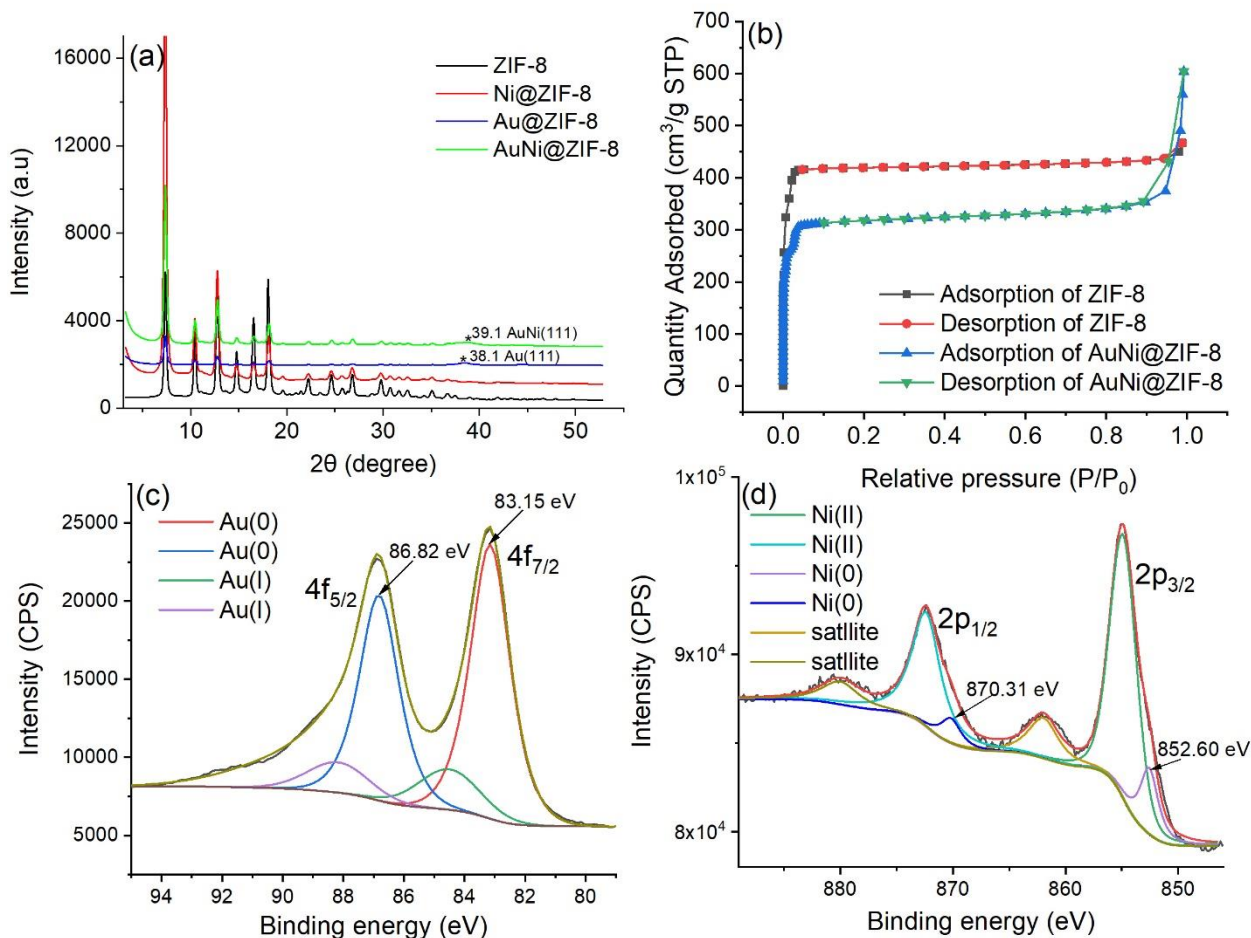 (a)
ZIF-8
Ni@ZIF-8
Au@ZIF-8
AuNi@ZIF-8
*39.1 AuNi(111)
*38.1 Au(111)
16000
12000
8000
4000
0
Intensity (a.u)
10 20 30 40 50
2θ (degree)
(b)
700
600
500
400
300
200
100
0
Quantity Adsorbed (cm³/g STP)
Adsorption of ZIF-8
Desorption of ZIF-8
Adsorption of AuNi@ZIF-8
Desorption of AuNi@ZIF-8
0.0 0.2 0.4 0.6 0.8 1.0
Relative pressure (P/P₀)
(c)
Au(0)
Au(0)
Au(I)
Au(I)
83.15 eV
86.82 eV
4f₇/₂
4f₅/₂
25000
20000
15000
10000
5000
Intensity (CPS)
94 92 90 88 86 84 82 80
Binding energy (eV)
(d)
Ni(II)
Ni(II)
Ni(0)
Ni(0)
satllite
satllite
2p₃/₂
2p₁/₂
870.31 eV
852.60 eV
1x10⁵
9x10⁴
8x10⁴
Intensity (CPS)
880 870 860 850
Binding energy (eV)